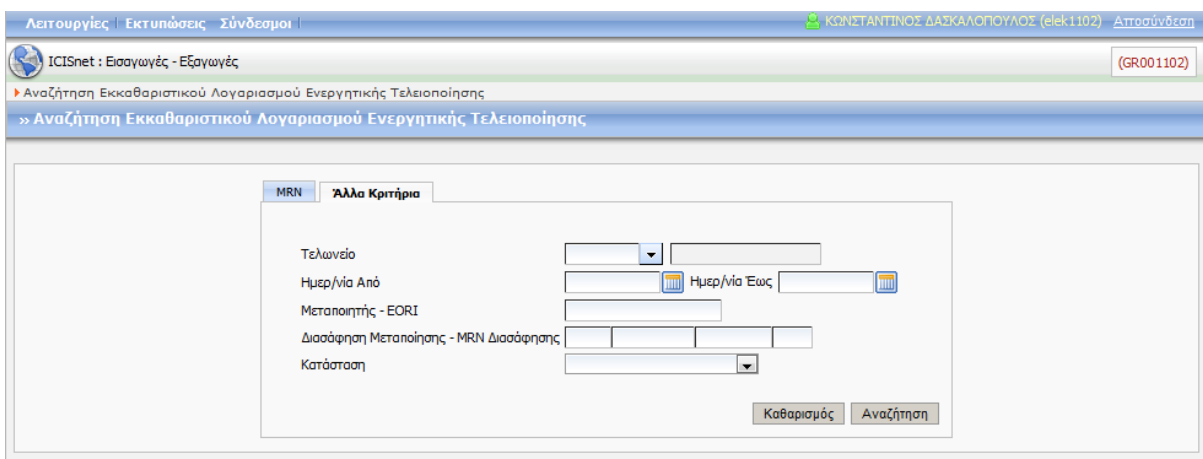 Λειτουργίες | Εκτυπώσεις Σύνδεσμοι | ΚΩΝΣΤΑΝΤΙΝΟΣ ΔΑΣΚΑΛΟΠΟΥΛΟΣ (elek1102) Αποσύνδεση
ICISnet : Εισαγωγές - Εξαγωγές (GR001102)
Αναζήτηση Εκκαθαριστικού Λογαριασμού Ενεργητικής Τελειοποίησης
» Αναζήτηση Εκκαθαριστικού Λογαριασμού Ενεργητικής Τελειοποίησης
MRN Άλλα Κριτήρια
Τελωνείο
Ημερ/νία Από Ημερ/νία Έως
Μεταποιητής - EORI
Διασάφηση Μεταποίησης - MRN Διασάφησης
Κατάσταση
Καθαρισμός Αναζήτηση